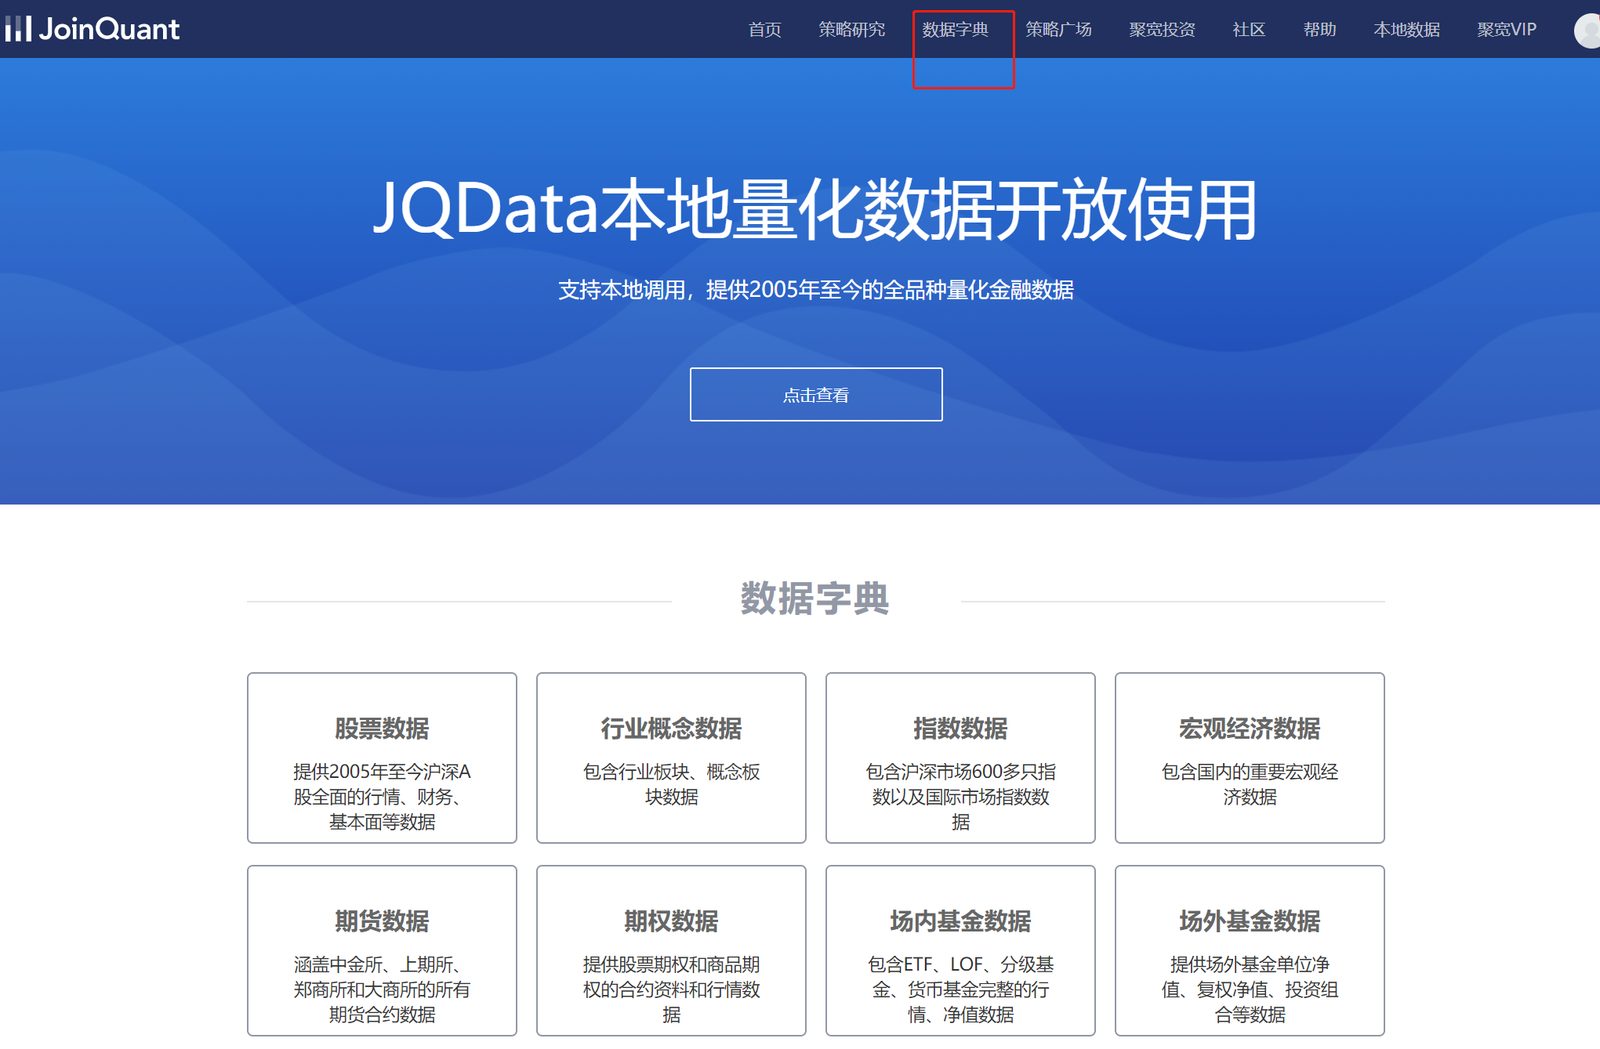 JoinQuant
首页 策略研究 数据字典 策略广场 聚宽投资 社区 帮助 本地数据 聚宽VIP
JQData本地量化数据开放使用
支持本地调用，提供2005年至今的全品种量化金融数据
点击查看
数据字典
股票数据
提供2005年至今沪深A
股全面的行情、财务、
基本面等数据
行业概念数据
包含行业板块、概念板
块数据
指数数据
包含沪深市场600多只指
数以及国际市场指数数
据
宏观经济数据
包含国内的重要宏观经
济数据
期货数据
涵盖中金所、上期所、
郑商所和大商所的所有
期货合约数据
期权数据
提供股票期权和商品期
权的合约资料和行情数
据
场内基金数据
包含ETF、LOF、分级基
金、货币基金完整的行
情、净值数据
场外基金数据
提供场外基金单位净
值、复权净值、投资组
合等数据